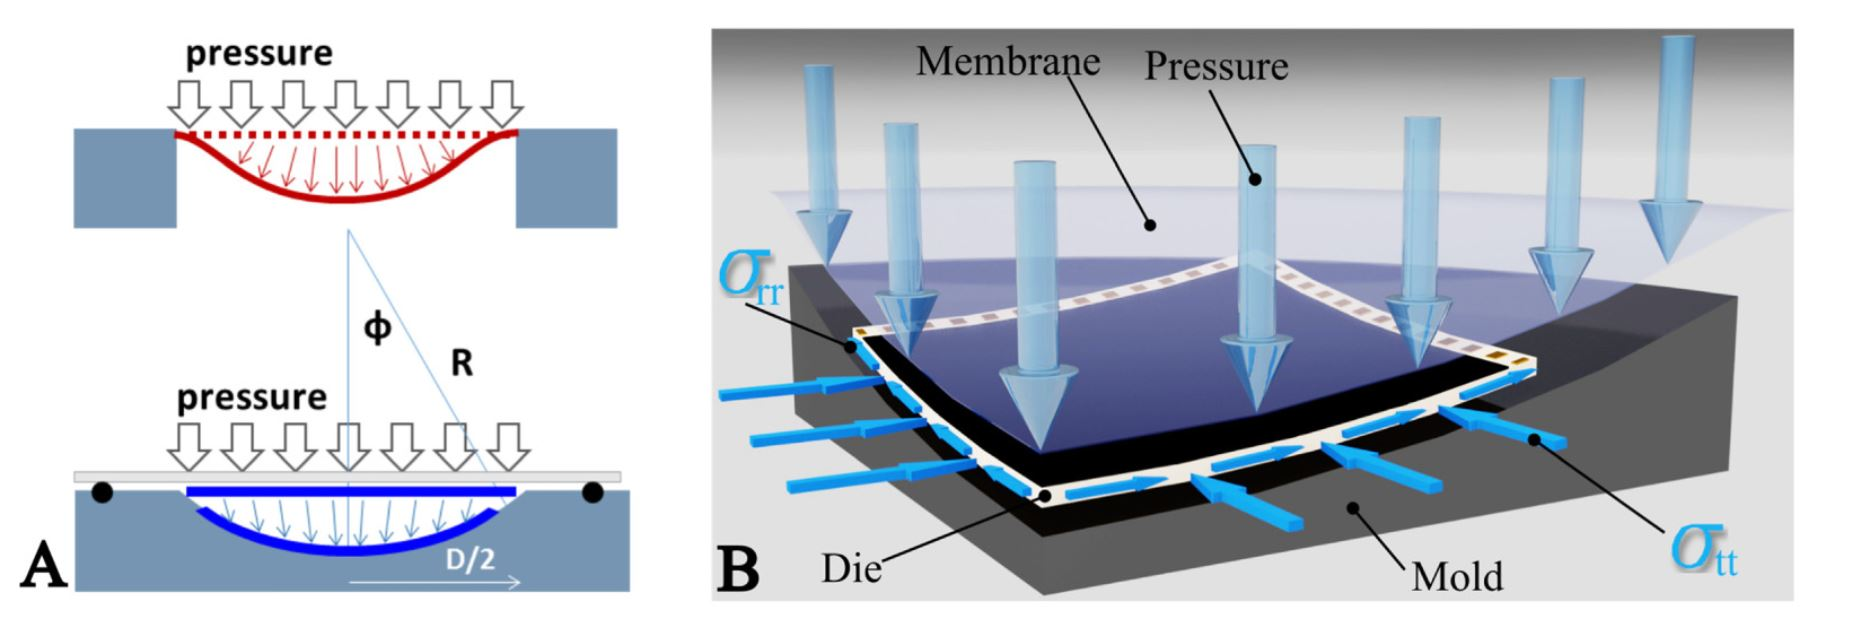 pressure
ϕ
R
pressure
D/2
A
Membrane
Pressure
σrr
Die
Mold
σtt
B